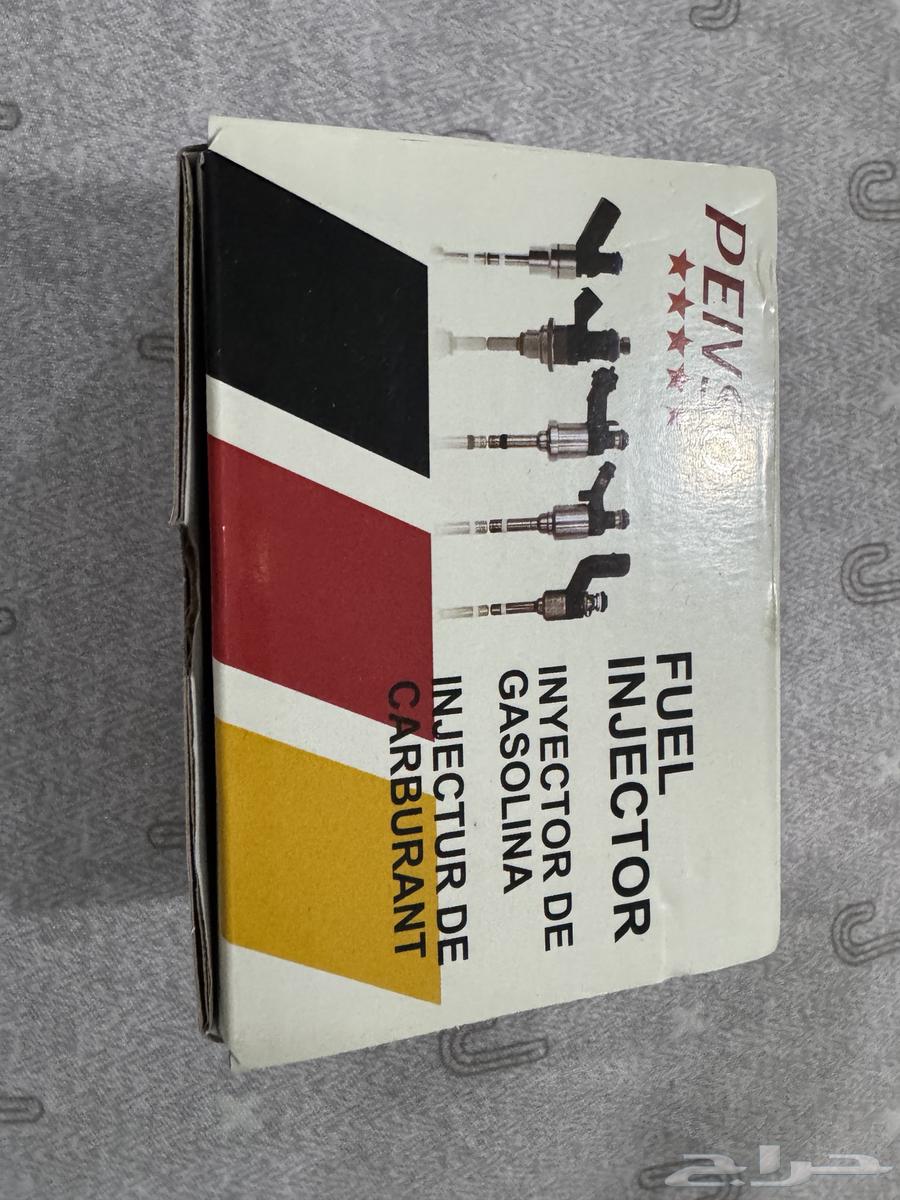 FUEL
INJECTOR
INYECTOR DE
GASOLINA
INJECTUR DE
CARBURANT
حراج